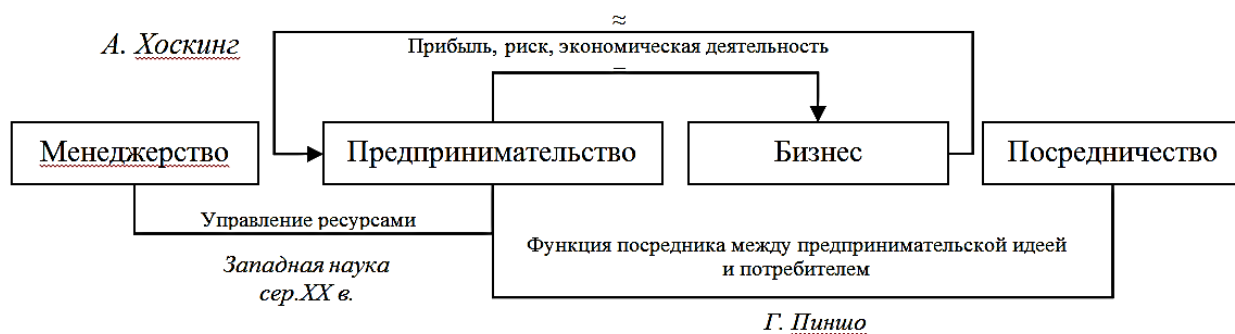 ≈
А. Хоскинг
Прибыль, риск, экономическая деятельность
=
Менеджерство
Предпринимательство
Бизнес
Посредничество
Управление ресурсами
Функция посредника между предпринимательской идеей
и потребителем
Западная наука
сер.XX в.
Г. Пиншо